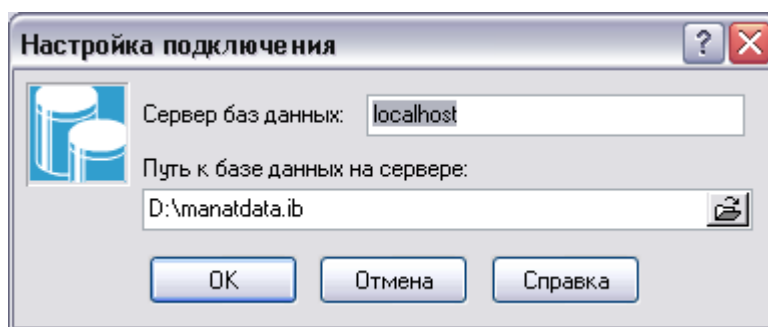 Настройка подключения
Сервер баз данных: localhost
Путь к базе данных на сервере:
D:\manatdata.ib
OK Отмена Справка